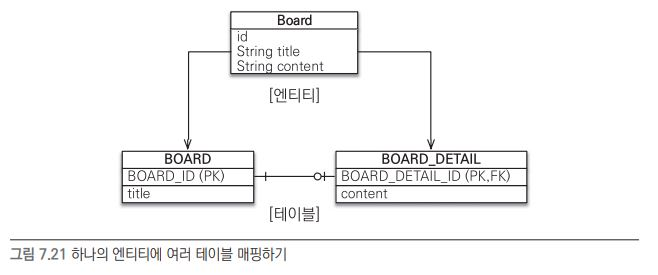 Board
id
String title
String content
[엔티티]
BOARD
BOARD_ID (PK)
title
BOARD_DETAIL
BOARD_DETAIL_ID (PK,FK)
content
[테이블]
그림 7.21 하나의 엔티티에 여러 테이블 매핑하기